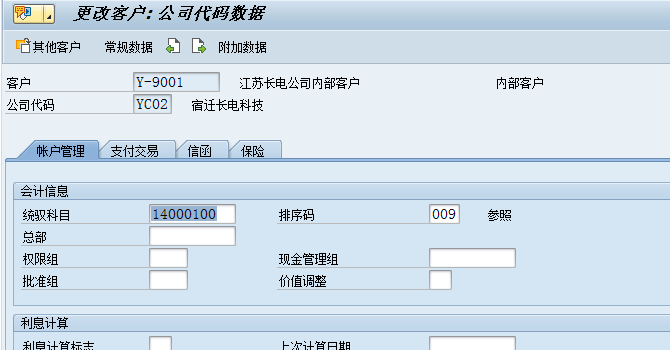 更改客户: 公司代码数据
其他客户 常规数据 附加数据
客户 Y-9001 江苏长电公司内部客户 内部客户
公司代码 YC02 宿迁长电科技
帐户管理 支付交易 信函 保险
会计信息
统驭科目 14000100 排序码 009 参照
总部
权限组 现金管理组
批准组 价值调整
利息计算
利息计算标志 上次计算日期